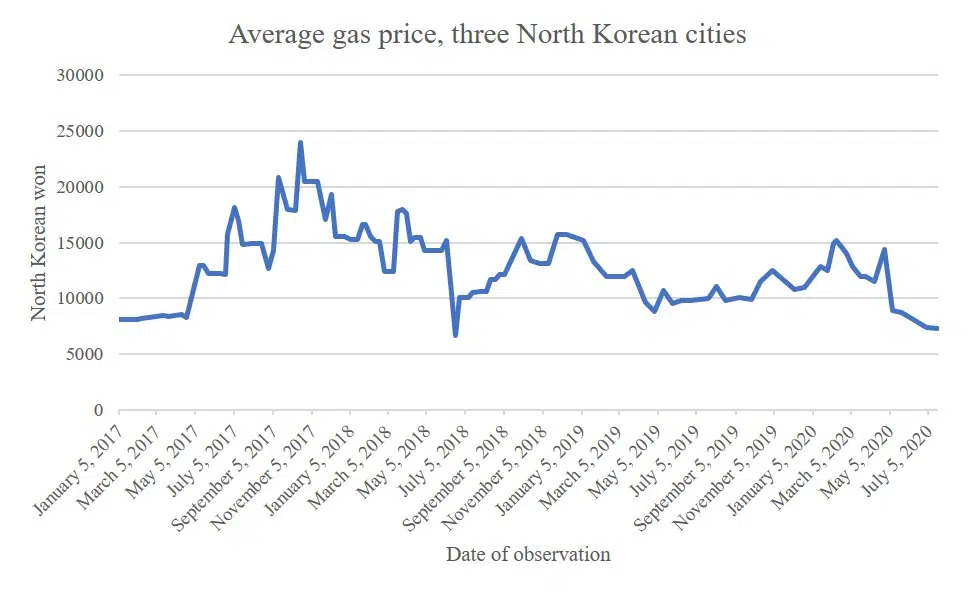 Average gas price, three North Korean cities
30000
25000
20000
15000
10000
5000
0
North Korean won
January 5, 2017
March 5, 2017
May 5, 2017
July 5, 2017
September 5, 2017
November 5, 2017
January 5, 2018
March 5, 2018
May 5, 2018
July 5, 2018
September 5, 2018
November 5, 2018
January 5, 2019
March 5, 2019
May 5, 2019
July 5, 2019
September 5, 2019
November 5, 2019
January 5, 2020
March 5, 2020
May 5, 2020
July 5, 2020
Date of observation